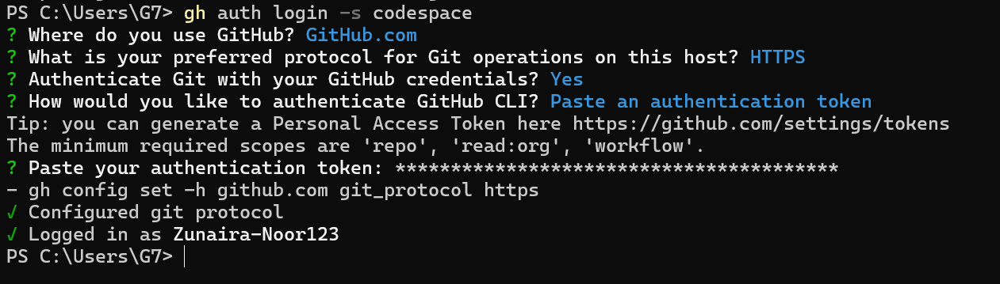 PS C:\Users\G7> gh auth login -s codespace
? Where do you use GitHub? GitHub.com
? What is your preferred protocol for Git operations on this host? HTTPS
? Authenticate Git with your GitHub credentials? Yes
? How would you like to authenticate GitHub CLI? Paste an authentication token
Tip: you can generate a Personal Access Token here https://github.com/settings/tokens
The minimum required scopes are 'repo', 'read:org', 'workflow'.
? Paste your authentication token: ****************************************
- gh config set -h github.com git_protocol https
✓ Configured git protocol
✓ Logged in as Zunaira-Noor123
PS C:\Users\G7>